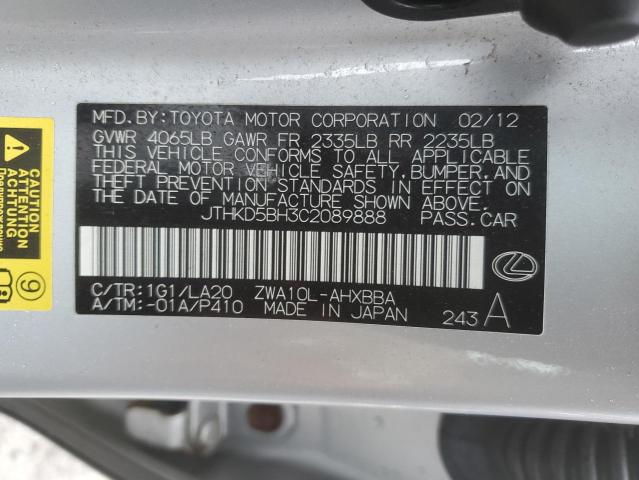 MFD.BY:TOYOTA MOTOR CORPORATION 02/12
GVWR 4065LB GAWR FR 2335LB RR 2235LB
THIS VEHICLE CONFORMS TO ALL APPLICABLE
FEDERAL MOTOR VEHICLE SAFETY,BUMPER,AND
THEFT PREVENTION STANDARDS IN EFFECT ON
THE DATE OF MANUFACTURE SHOWN ABOVE.
JTHKD5BH3C2089888 PASS.CAR
C/TR:1G1/LA20 ZWA10L-AHXBBA
A/TM:-01A/P410 MADE IN JAPAN 243 A
CAUTION
ATTENTION
ACHTUNG
9